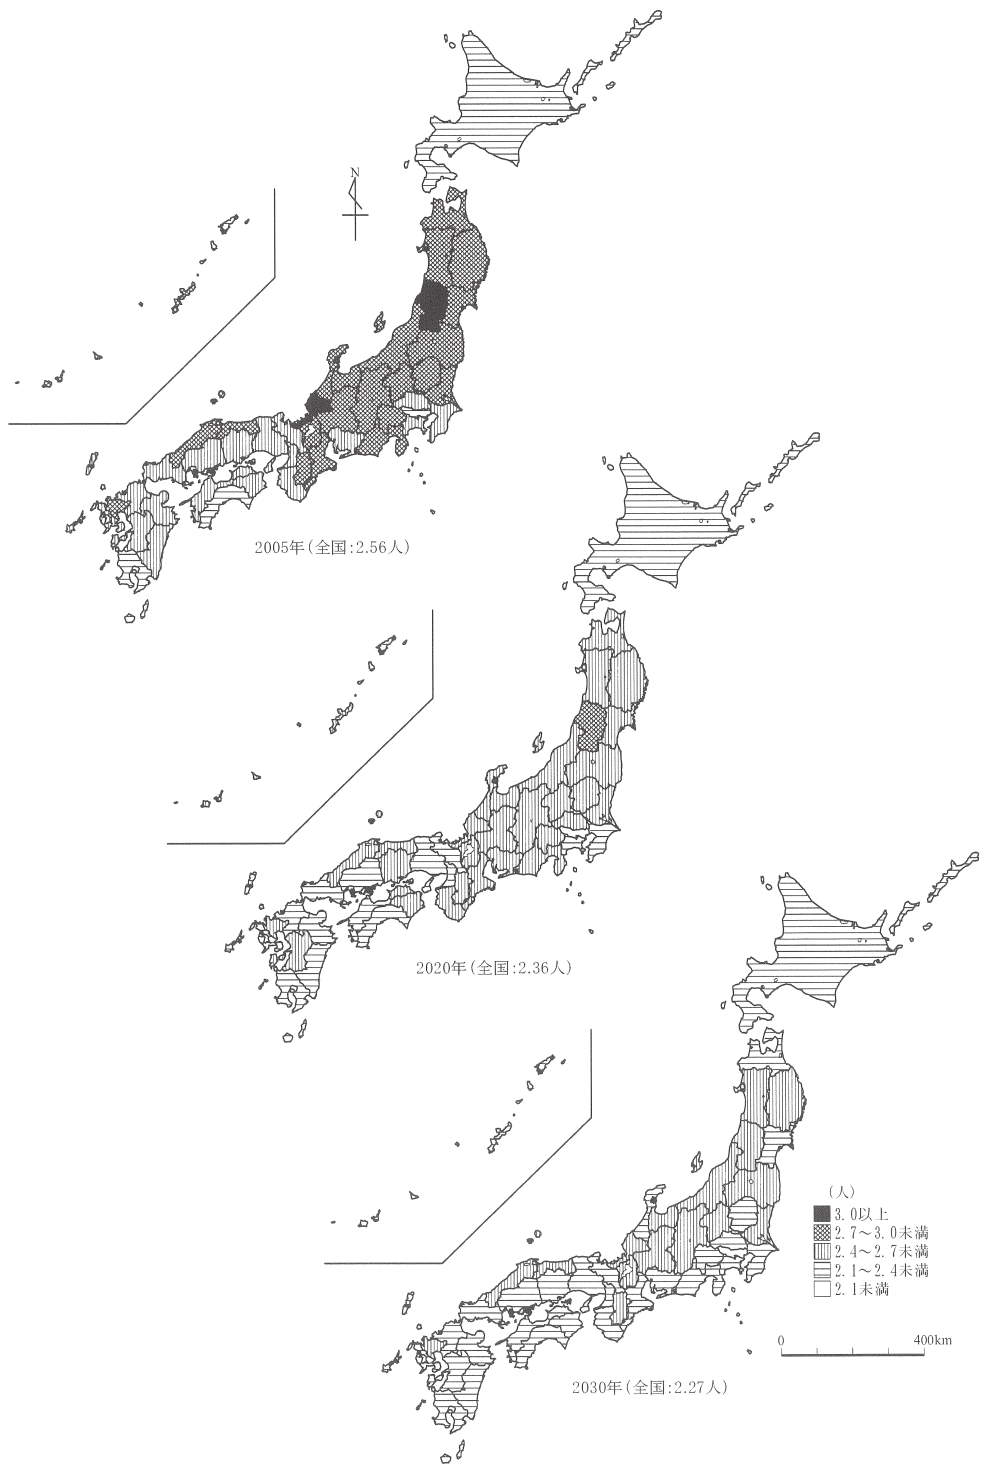 N
2005年(全国:2.56人)
2020年(全国:2.36人)
(人)
3.0以上
2.7～3.0未満
2.4～2.7未満
2.1～2.4未満
2.1未満
0 400km
2030年(全国:2.27人)